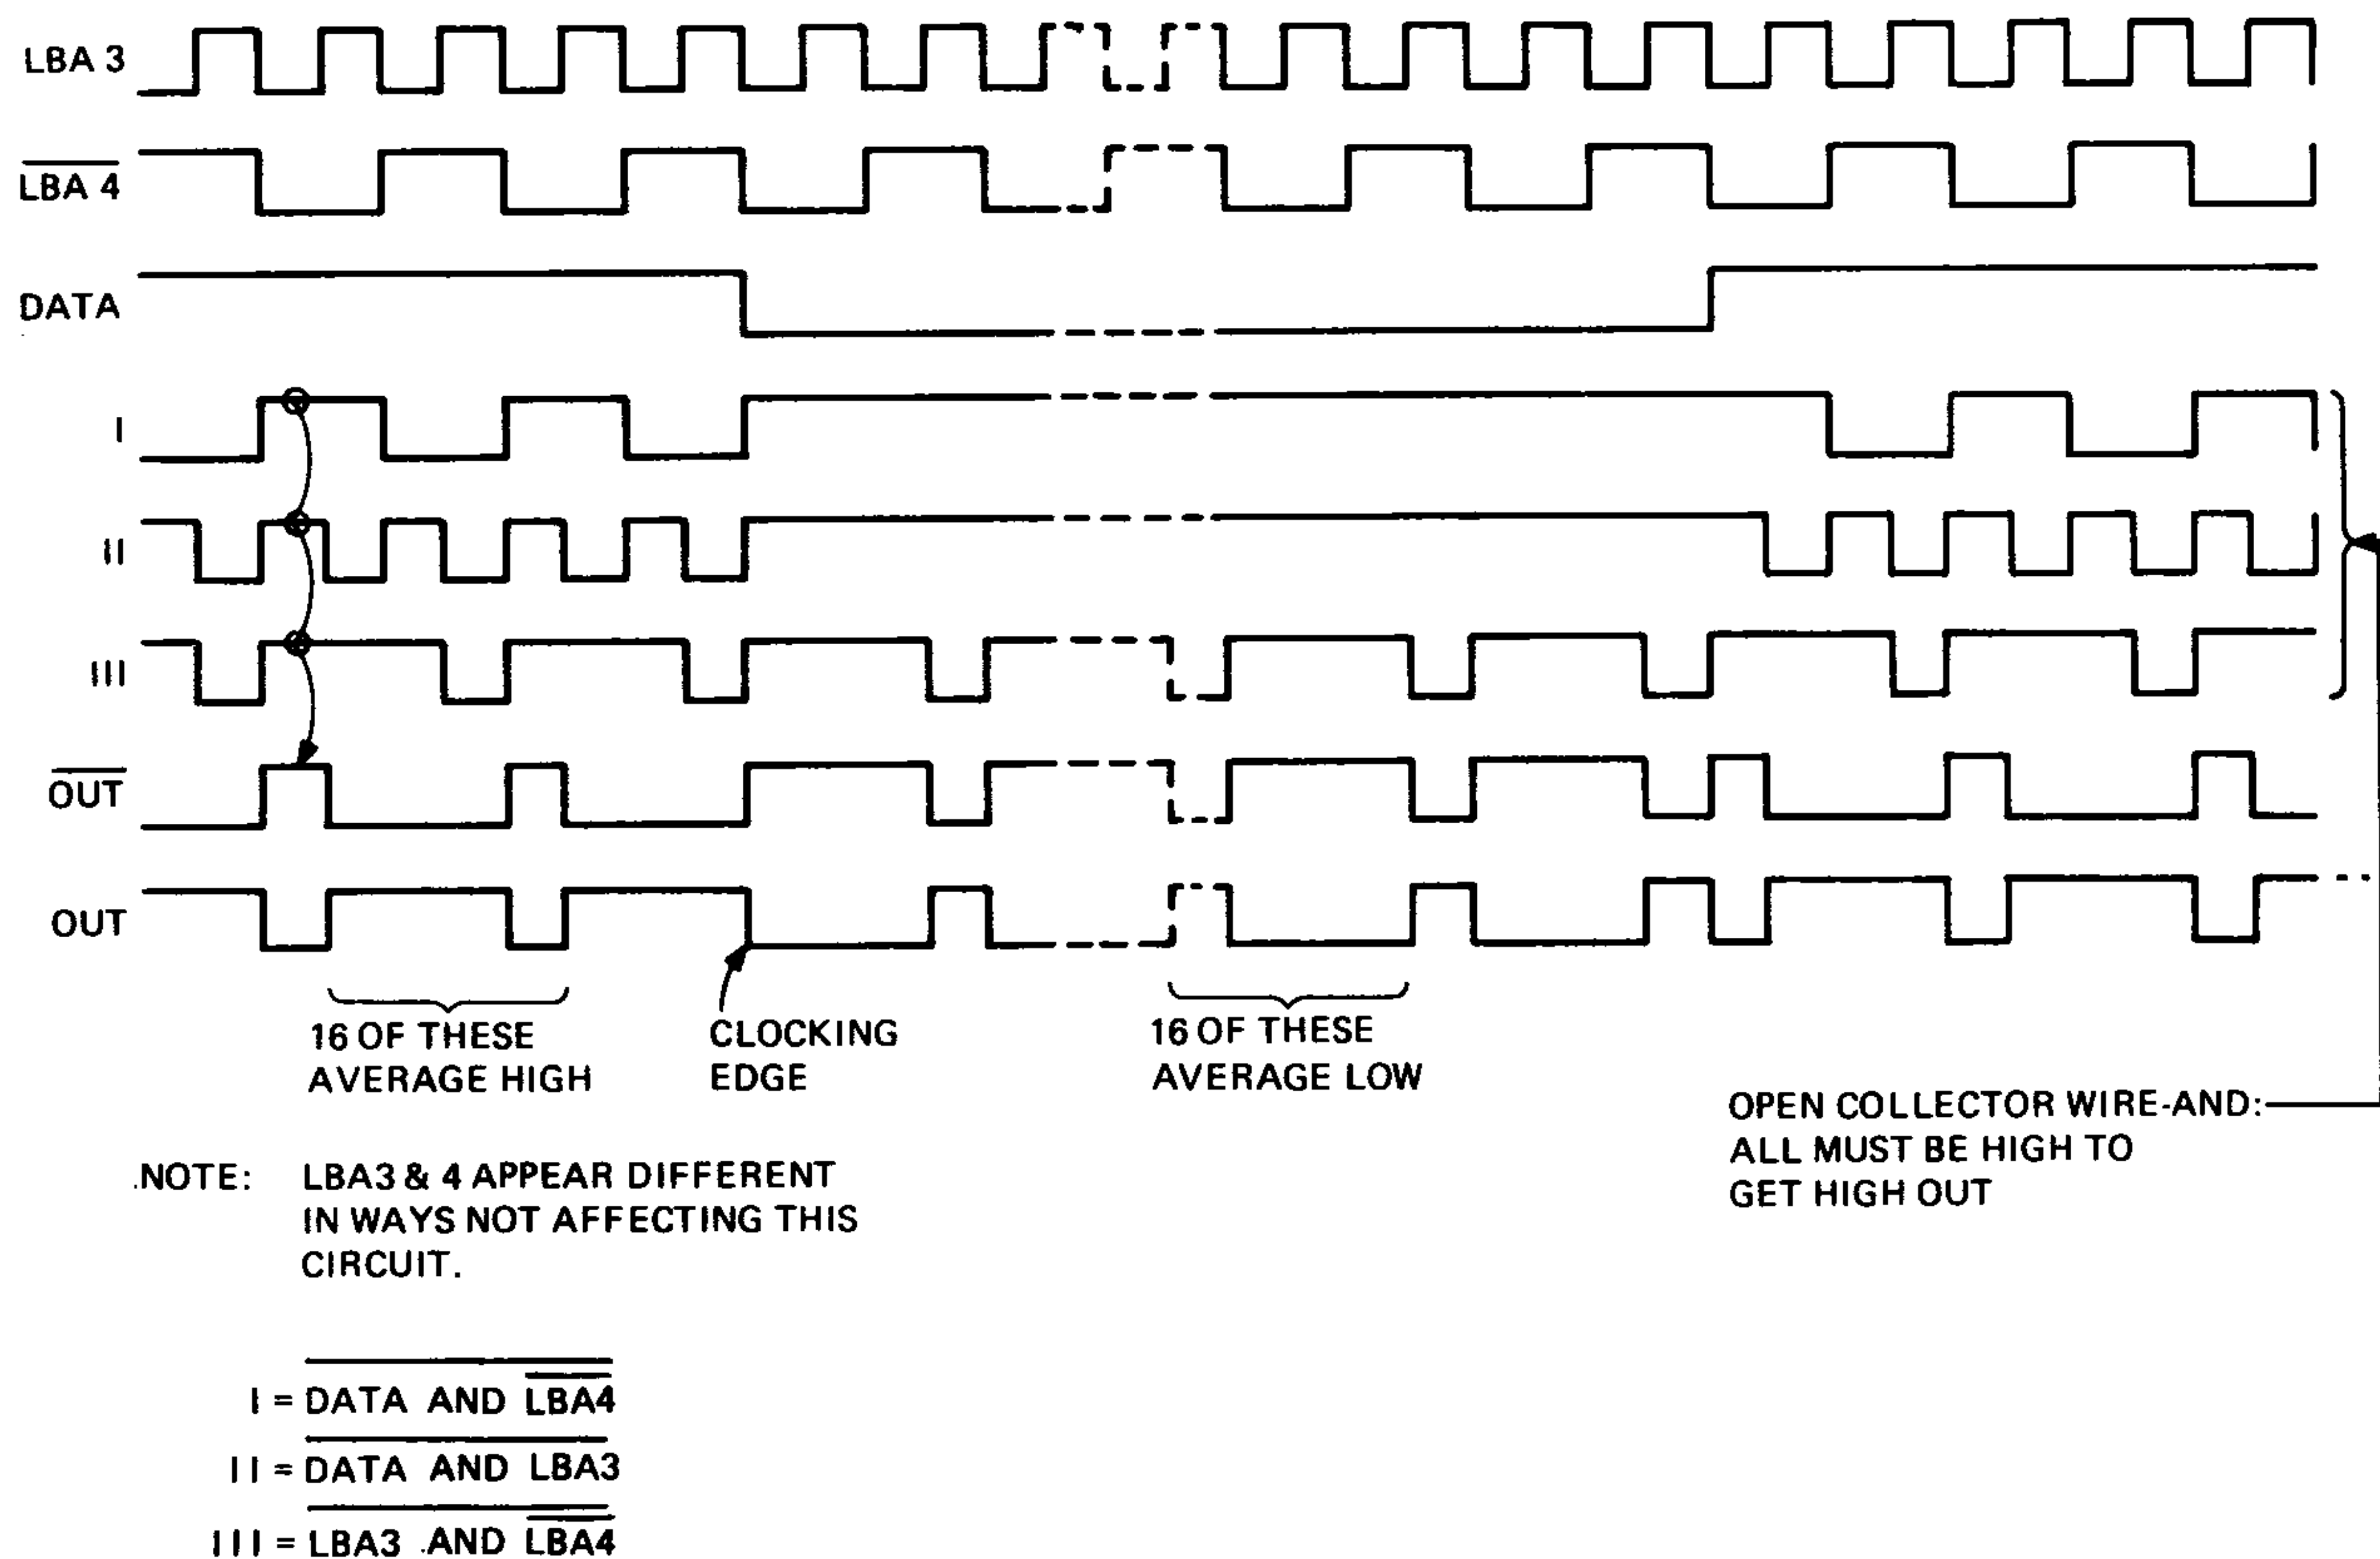 LBA 3
L̅B̅A̅ ̅4̅
DATA
I
II
III
O̅U̅T̅
OUT
16 OF THESE
AVERAGE HIGH
CLOCKING
EDGE
16 OF THESE
AVERAGE LOW
OPEN COLLECTOR WIRE-AND:
ALL MUST BE HIGH TO
GET HIGH OUT
NOTE: LBA3 & 4 APPEAR DIFFERENT
IN WAYS NOT AFFECTING THIS
CIRCUIT.
I = DATA AND LBA4
II = DATA AND LBA3
III = LBA3 AND LBA4